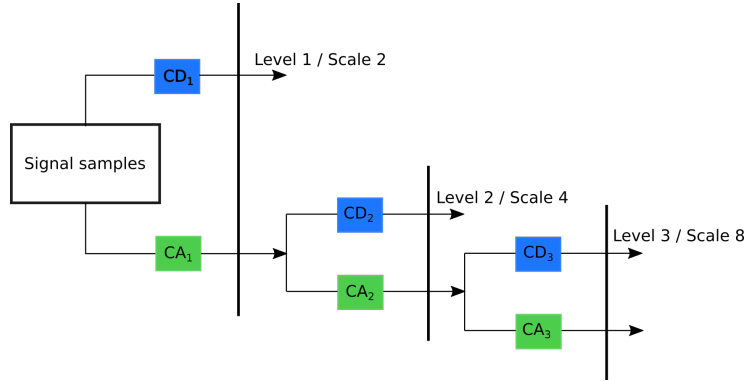 CD₁
Level 1 / Scale 2
Signal samples
CA₁
CD₂
Level 2 / Scale 4
CA₂
CD₃
Level 3 / Scale 8
CA₃